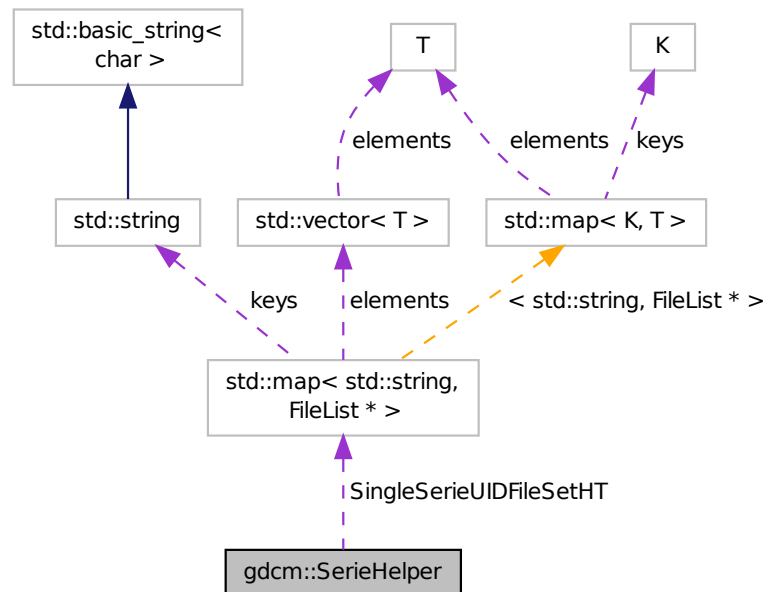 std::basic_string<
char >
T
K
elements
elements
keys
std::string
std::vector< T >
std::map< K, T >
keys
elements
< std::string, FileList * >
std::map< std::string,
FileList * >
SingleSerieUIDFileSetHT
gdcm::SerieHelper